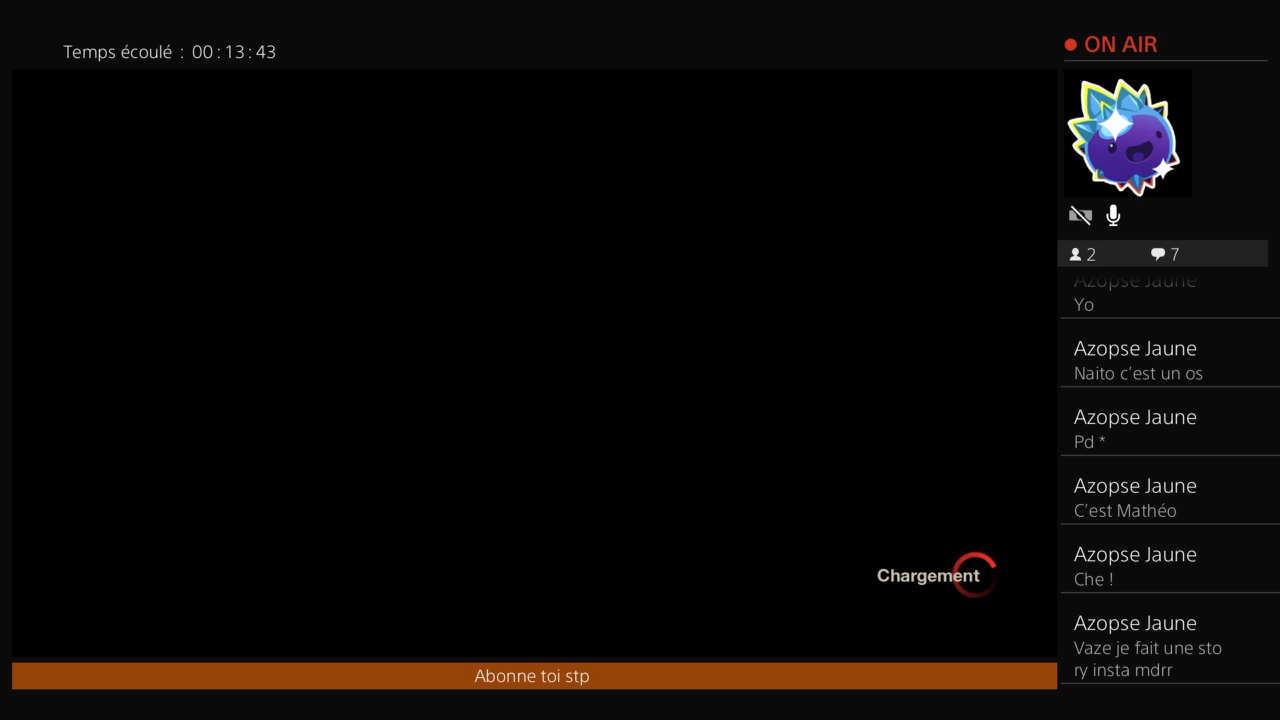 Temps écoulé : 00:13:43
ON AIR
2 7
Azopse Jaune
Yo
Azopse Jaune
Naito c’est un os
Azopse Jaune
Pd *
Azopse Jaune
C’est Mathéo
Azopse Jaune
Che !
Azopse Jaune
Vaze je fait une sto
ry insta mdrr
Chargement
Abonne toi stp